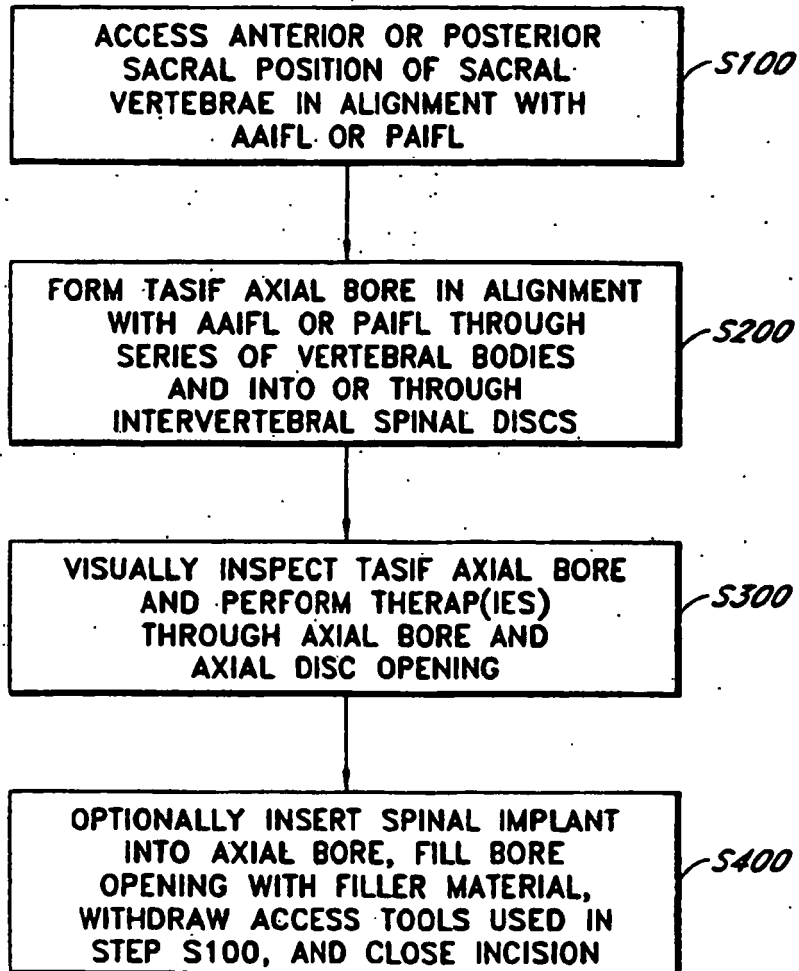 ACCESS ANTERIOR OR POSTERIOR
SACRAL POSITION OF SACRAL
VERTEBRAE IN ALIGNMENT WITH
AAIFL OR PAIFL
S100
FORM TASIF AXIAL BORE IN ALIGNMENT
WITH AAIFL OR PAIFL THROUGH
SERIES OF VERTEBRAL BODIES
AND INTO OR THROUGH
INTERVERTEBRAL SPINAL DISCS
S200
VISUALLY INSPECT TASIF AXIAL BORE
AND PERFORM THERAP(IES)
THROUGH AXIAL BORE AND
AXIAL DISC OPENING
S300
OPTIONALLY INSERT SPINAL IMPLANT
INTO AXIAL BORE, FILL BORE
OPENING WITH FILLER MATERIAL,
WITHDRAW ACCESS TOOLS USED IN
STEP S100, AND CLOSE INCISION
S400